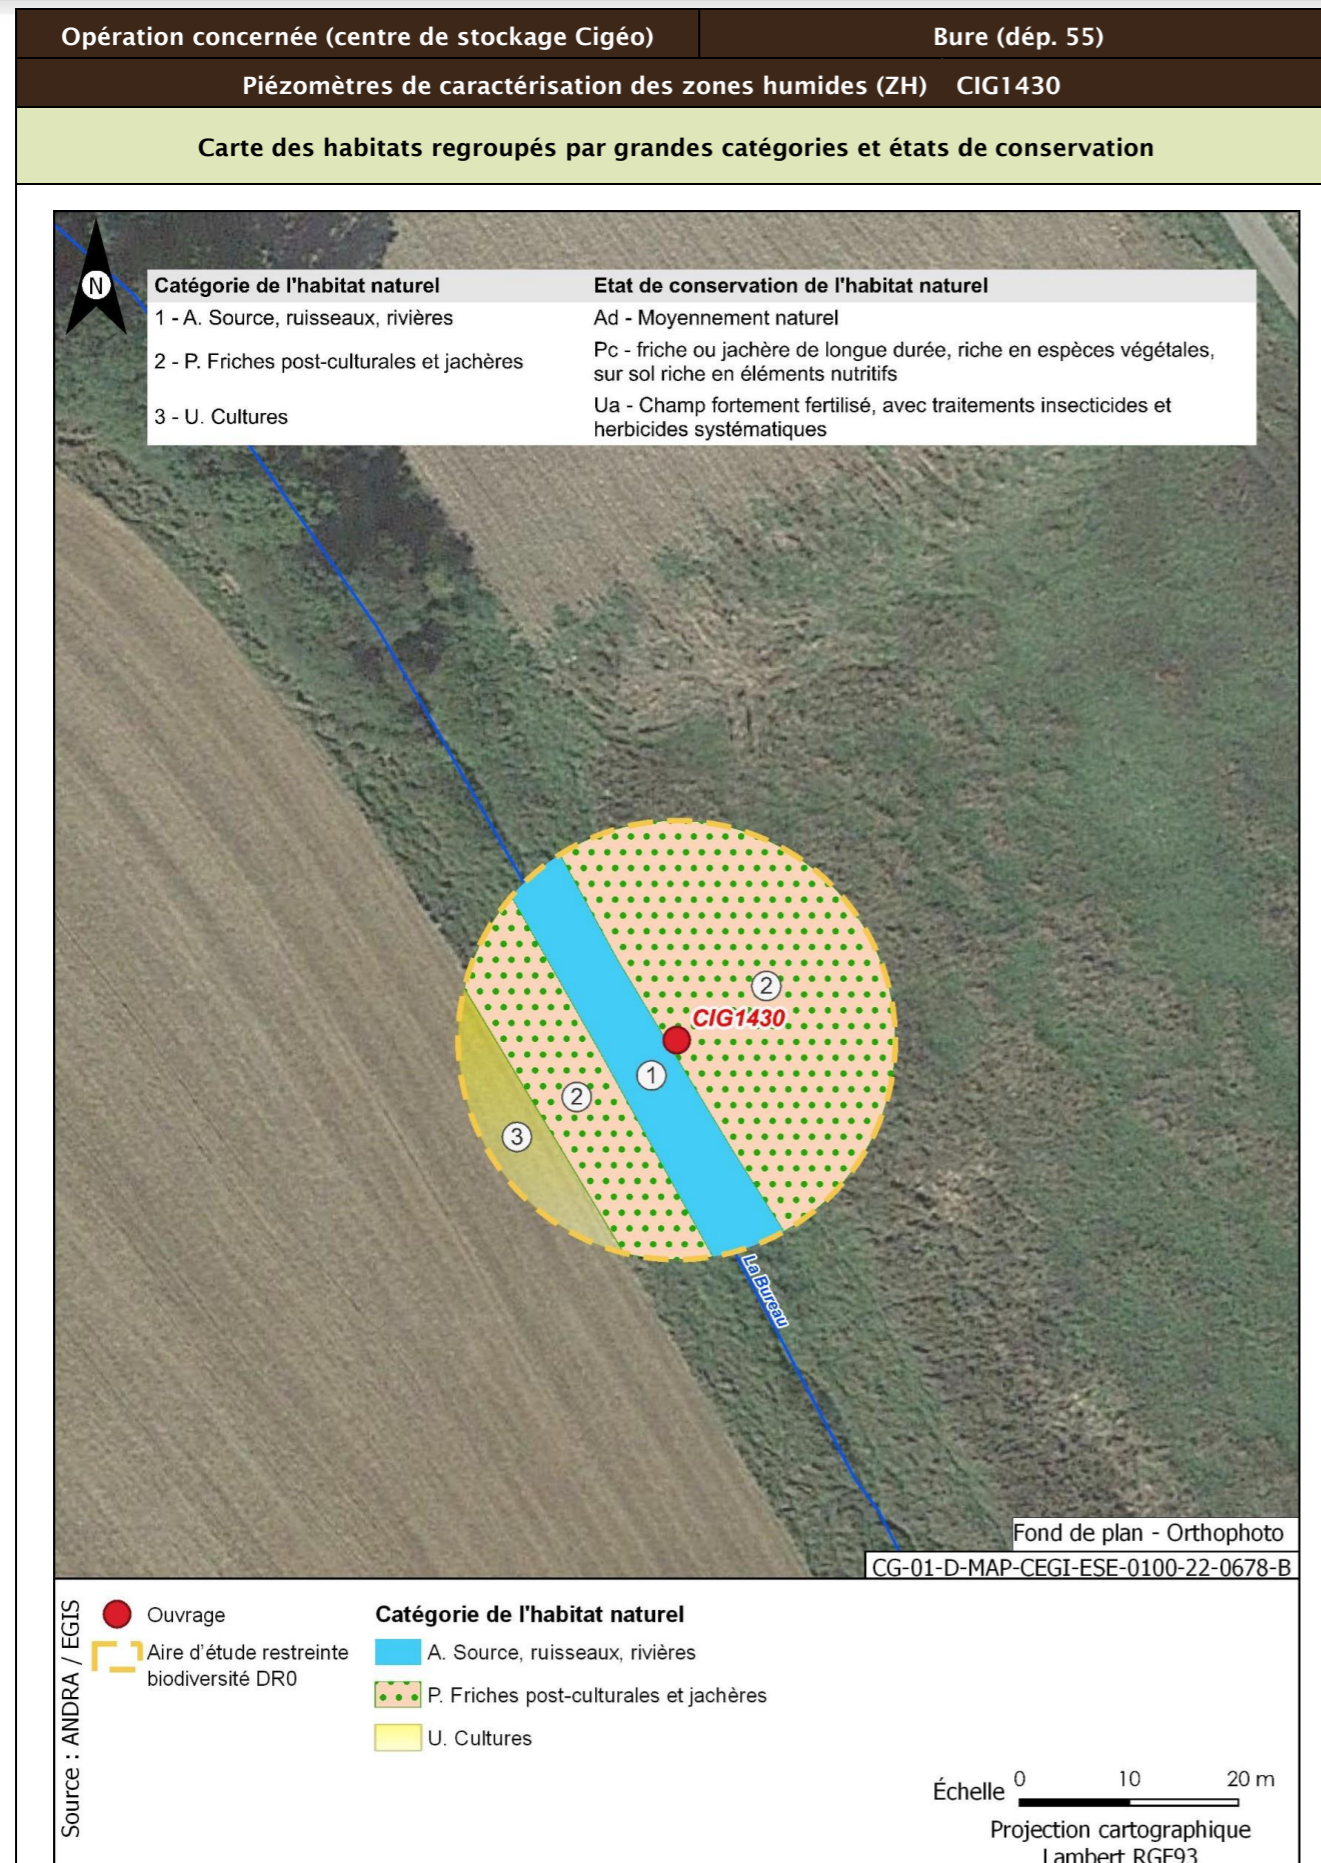 Opération concernée (centre de stockage Cigéo) Bure (dép. 55)
Piézomètres de caractérisation des zones humides (ZH) CIG1430
Carte des habitats regroupés par grandes catégories et états de conservation
N
Catégorie de l'habitat naturel Etat de conservation de l'habitat naturel
1 - A. Source, ruisseaux, rivières Ad - Moyennement naturel
2 - P. Friches post-culturales et jachères Pc - friche ou jachère de longue durée, riche en espèces végétales,
sur sol riche en éléments nutritifs
3 - U. Cultures Ua - Champ fortement fertilisé, avec traitements insecticides et
herbicides systématiques
2
CIG1430
1
2
3
La Bureau
Fond de plan - Orthophoto
CG-01-D-MAP-CEGI-ESE-0100-22-0678-B
Source : ANDRA / EGIS
Ouvrage
Aire d'étude restreinte
biodiversité DR0
Catégorie de l'habitat naturel
A. Source, ruisseaux, rivières
P. Friches post-culturales et jachères
U. Cultures
Échelle 0 10 20 m
Projection cartographique
Lambert RGF93